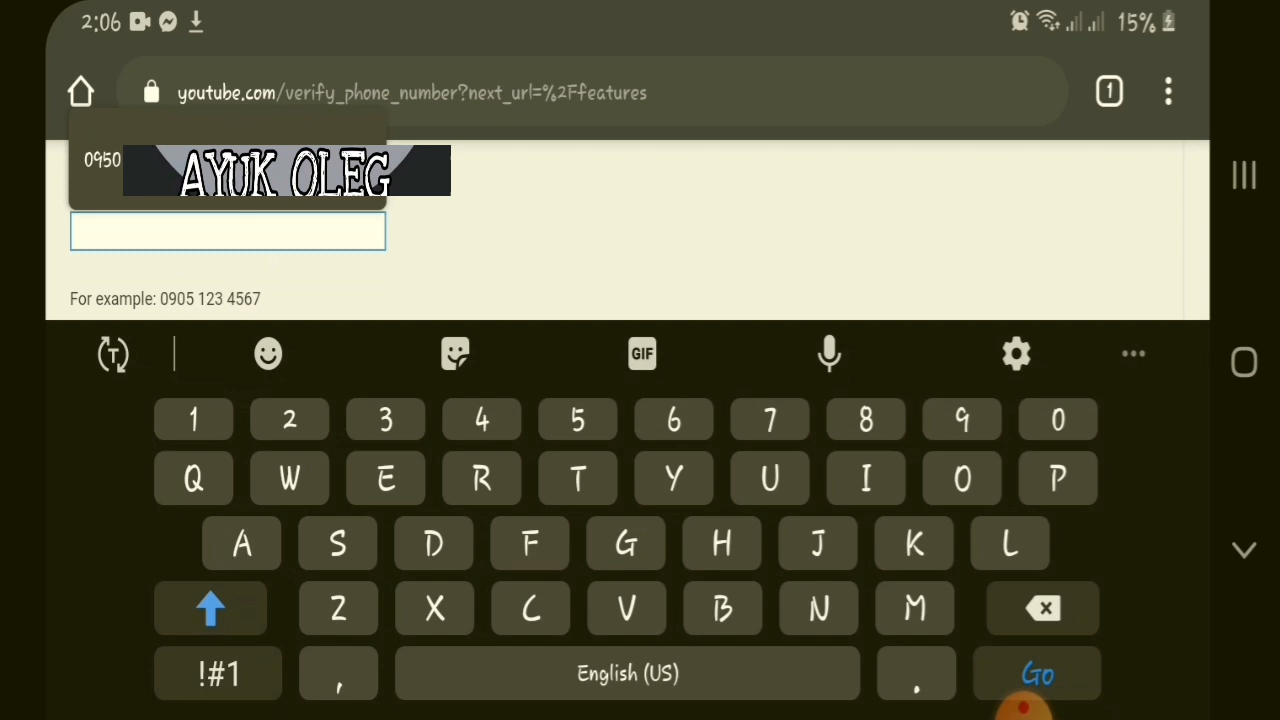 2:06
15%
youtube.com/verify_phone_number?next_url=%2Ffeatures
1
0950
AYUK OLEG
For example: 0905 123 4567
T
GIF
1 2 3 4 5 6 7 8 9 0
Q W E R T Y U I O P
A S D F G H J K L
Z X C V B N M
!#1 , English (US) . Go